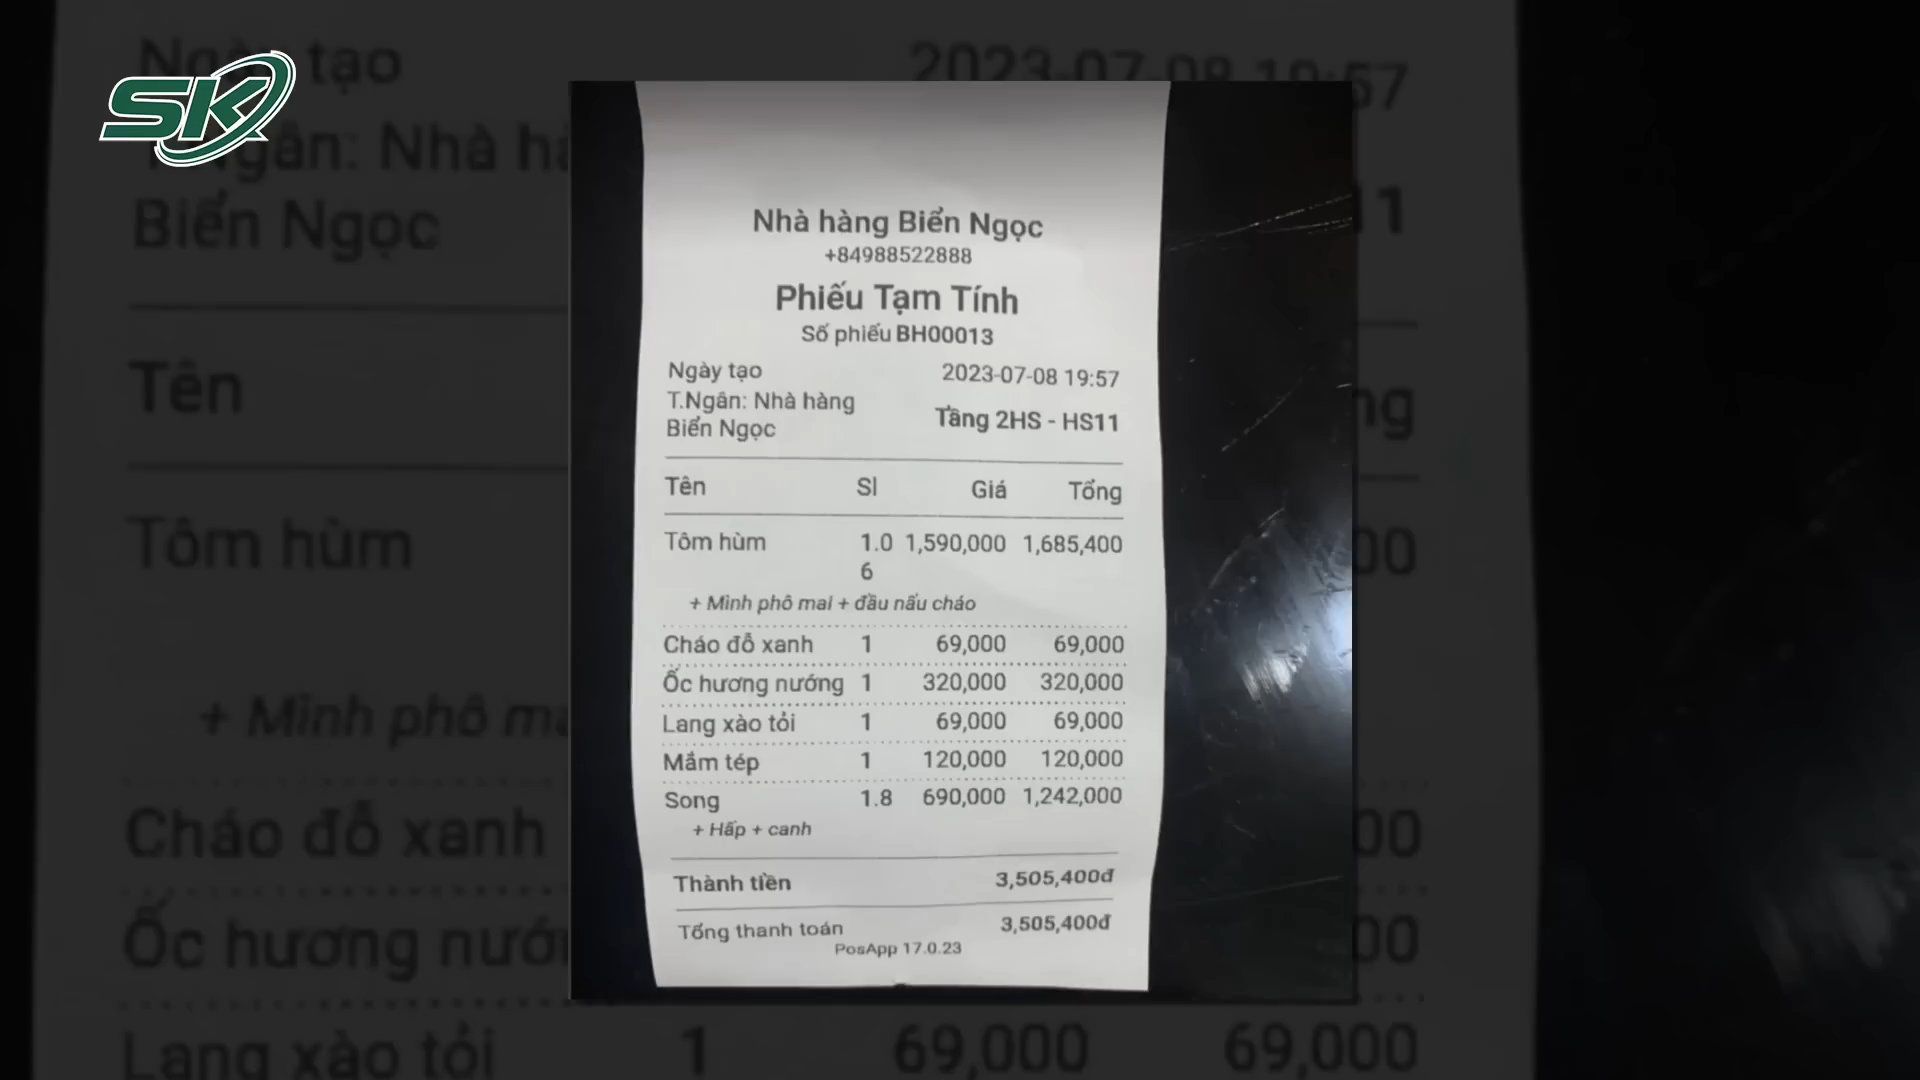 SK
Nhà hàng Biển Ngọc
+84988522888
Phiếu Tạm Tính
Số phiếu BH00013
Ngày tạo 2023-07-08 19:57
T.Ngân: Nhà hàng
Biển Ngọc Tầng 2HS - HS11
Tên Sl Giá Tổng
Tôm hùm 1.0 1,590,000 1,685,400
6
+ Mình phô mai + đầu nấu cháo
Cháo đỗ xanh 1 69,000 69,000
Ốc hương nướng 1 320,000 320,000
Lang xào tỏi 1 69,000 69,000
Mắm tép 1 120,000 120,000
Song 1.8 690,000 1,242,000
+ Hấp + canh
Thành tiền 3,505,400đ
Tổng thanh toán 3,505,400đ
PosApp 17.0.23